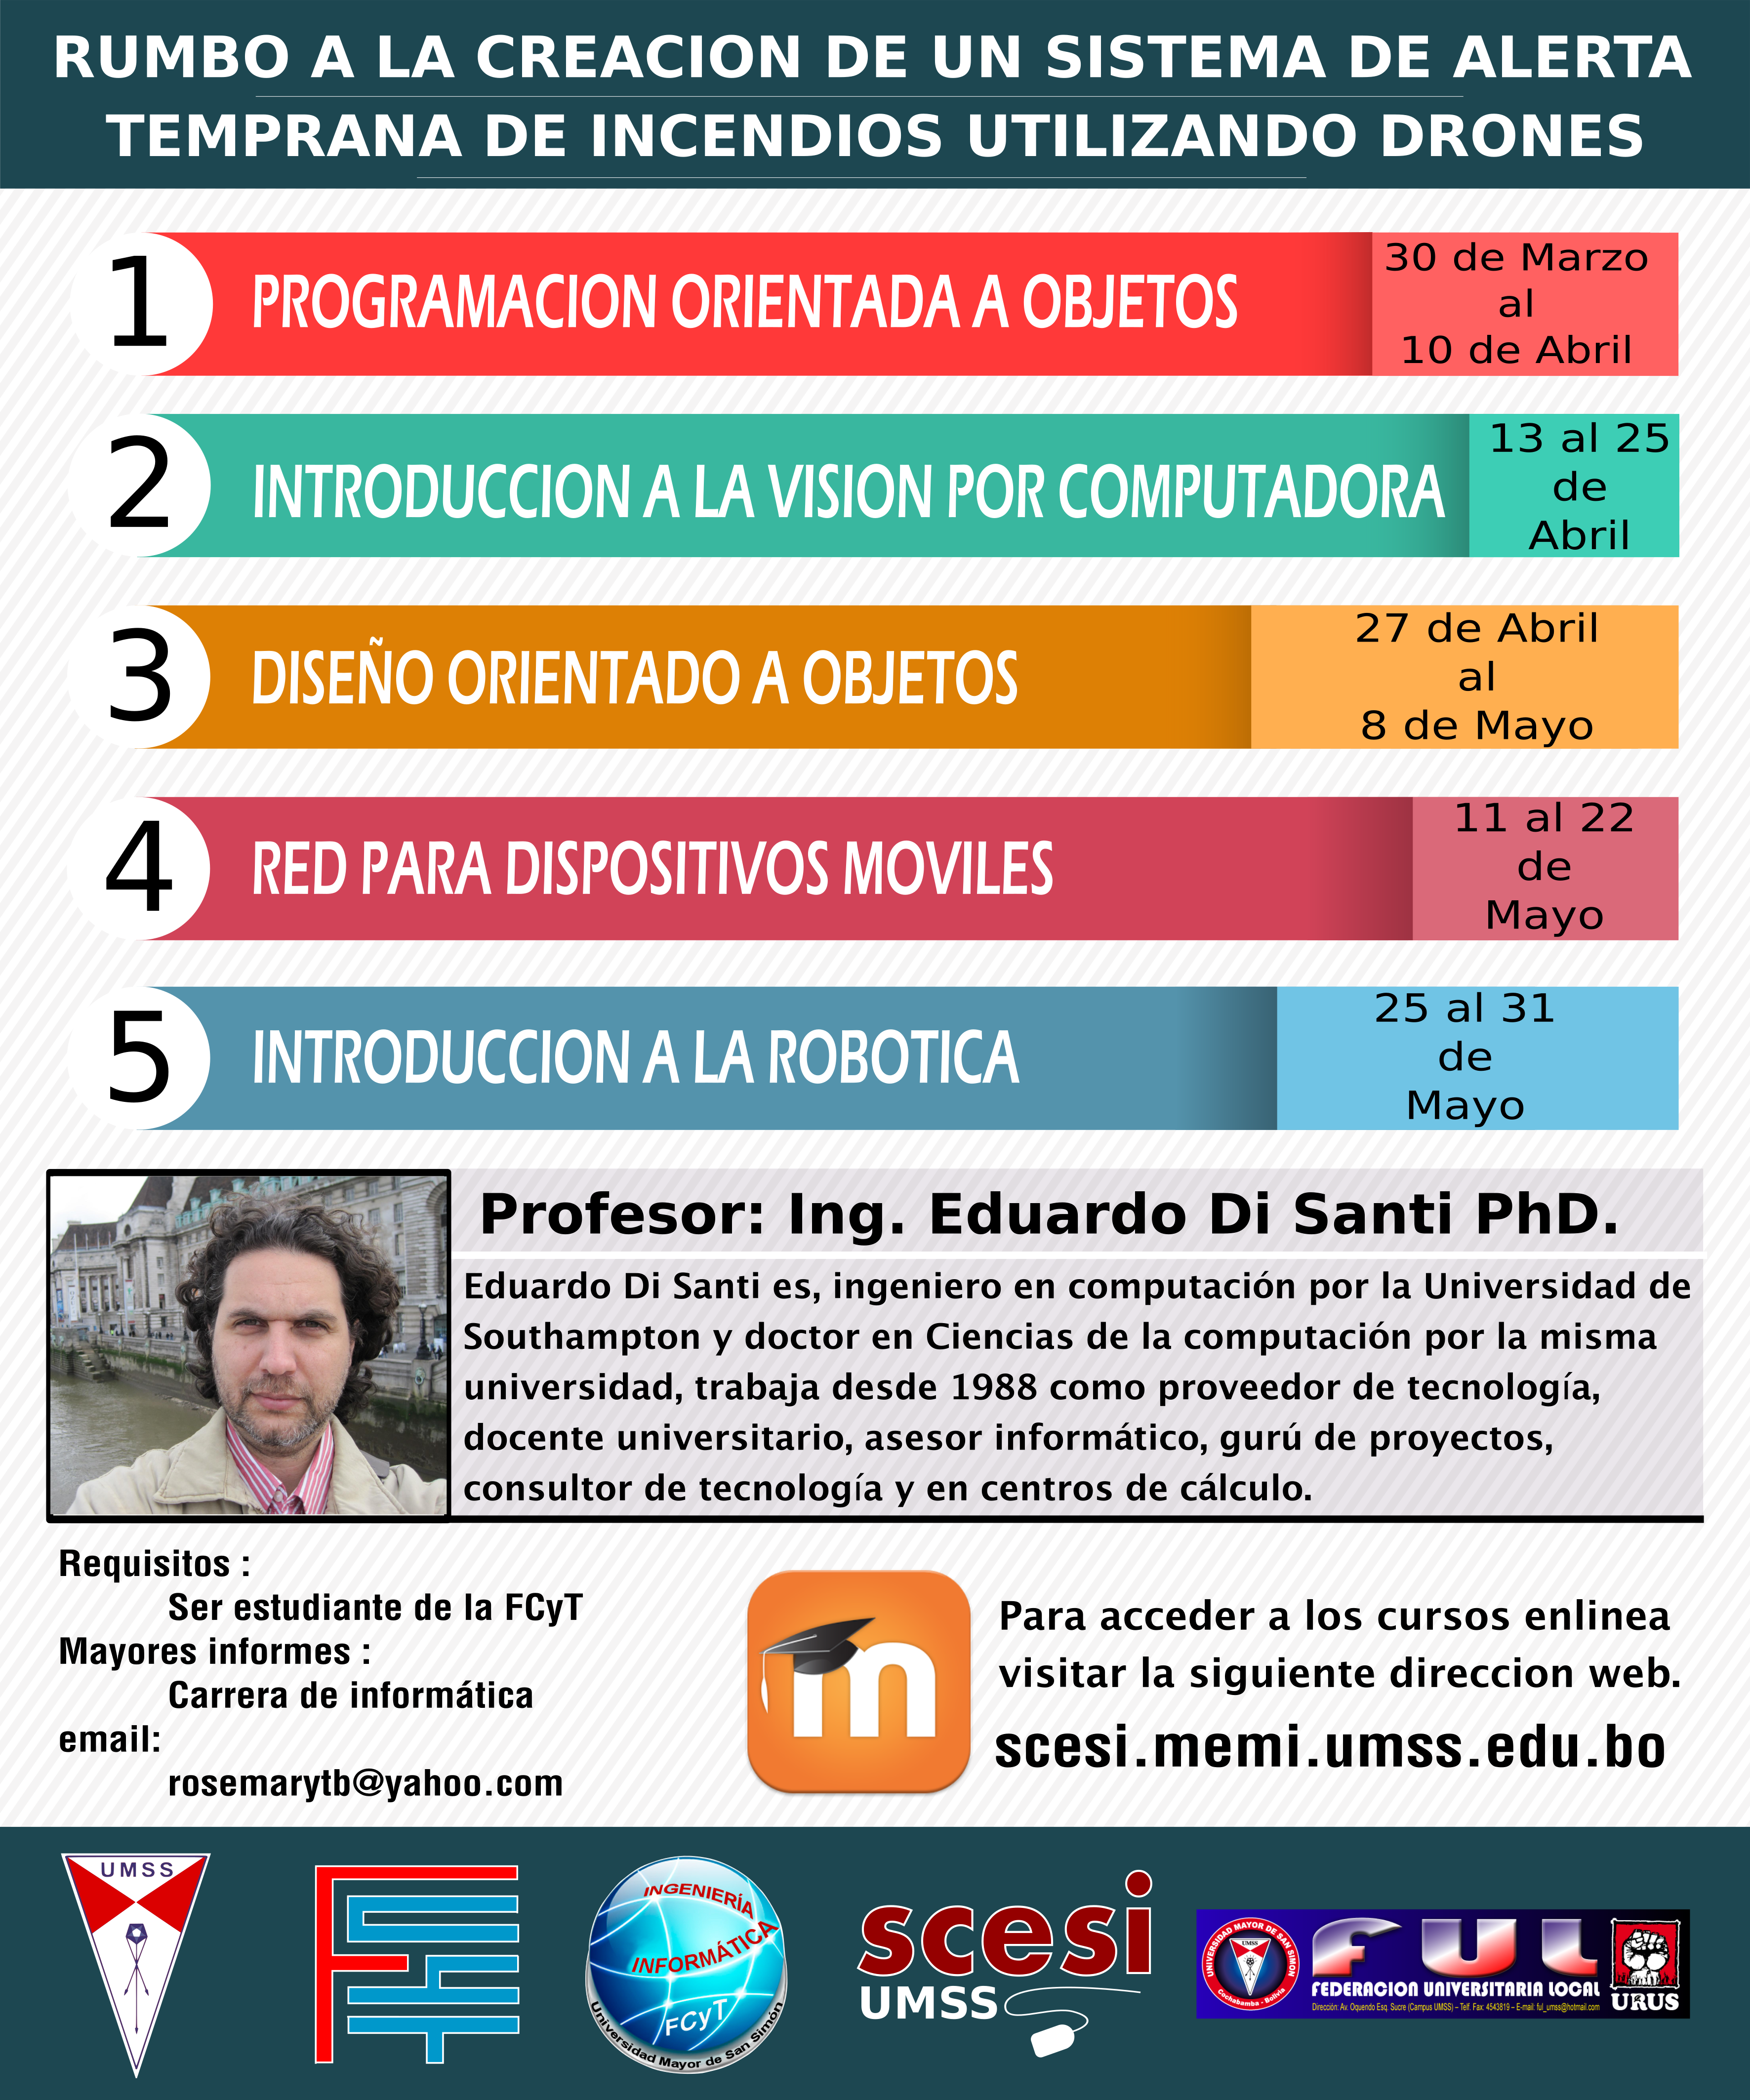 RUMBO A LA CREACION DE UN SISTEMA DE ALERTA
TEMPRANA DE INCENDIOS UTILIZANDO DRONES
1
PROGRAMACION ORIENTADA A OBJETOS
30 de Marzo
al
10 de Abril
2
INTRODUCCION A LA VISION POR COMPUTADORA
13 al 25
de
Abril
3
DISEÑO ORIENTADO A OBJETOS
27 de Abril
al
8 de Mayo
4
RED PARA DISPOSITIVOS MOVILES
11 al 22
de
Mayo
5
INTRODUCCION A LA ROBOTICA
25 al 31
de
Mayo
Profesor: Ing. Eduardo Di Santi PhD.
Eduardo Di Santi es, ingeniero en computación por la Universidad de
Southampton y doctor en Ciencias de la computación por la misma
universidad, trabaja desde 1988 como proveedor de tecnología,
docente universitario, asesor informático, gurú de proyectos,
consultor de tecnología y en centros de cálculo.
Requisitos :
Ser estudiante de la FCyT
Mayores informes :
Carrera de informática
email:
rosemarytb@yahoo.com
m
Para acceder a los cursos enlinea
visitar la siguiente direccion web.
scesi.memi.umss.edu.bo
UMSS
INGENIERÍA
INFORMÁTICA
FCyT
Universidad Mayor de San Simón
scesi
UMSS
UNIVERSIDAD MAYOR DE SAN SIMON
UMSS
Cochabamba - Bolivia
FUL
FEDERACION UNIVERSITARIA LOCAL
Dirección: Av. Oquendo Esq. Sucre (Campus UMSS) – Telf. Fax: 4543819 – E-mail: ful_umss@hotmail.com
URUS